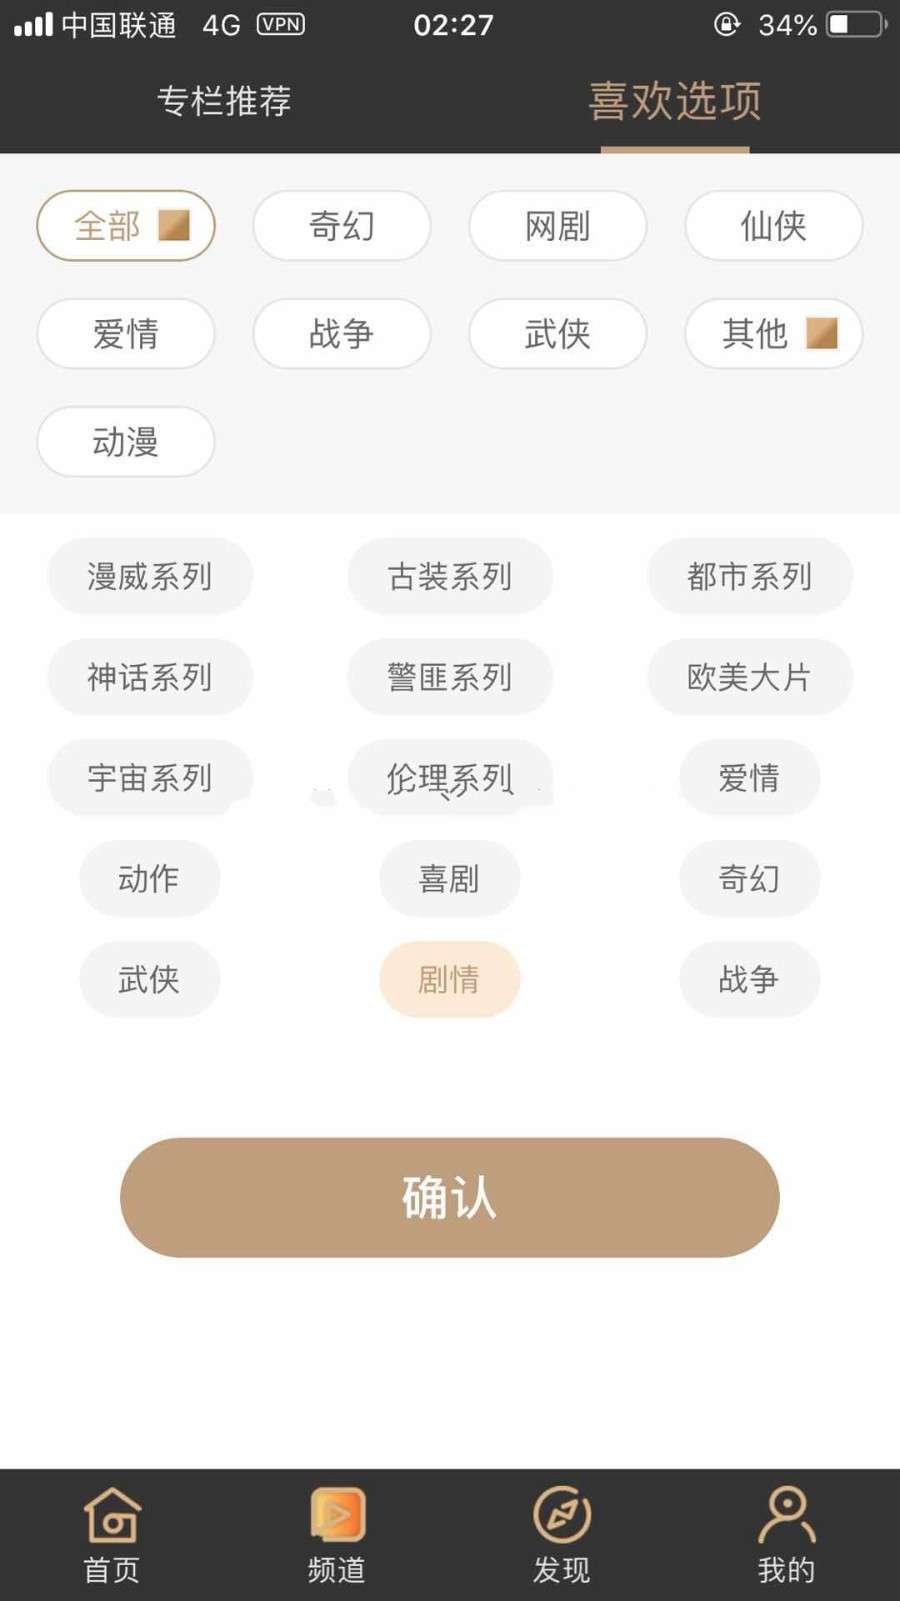 中国联通 4G VPN 02:27 34%
专栏推荐 喜欢选项
全部 奇幻 网剧 仙侠
爱情 战争 武侠 其他
动漫
漫威系列 古装系列 都市系列
神话系列 警匪系列 欧美大片
宇宙系列 伦理系列 爱情
动作 喜剧 奇幻
武侠 剧情 战争
确认
首页 频道 发现 我的